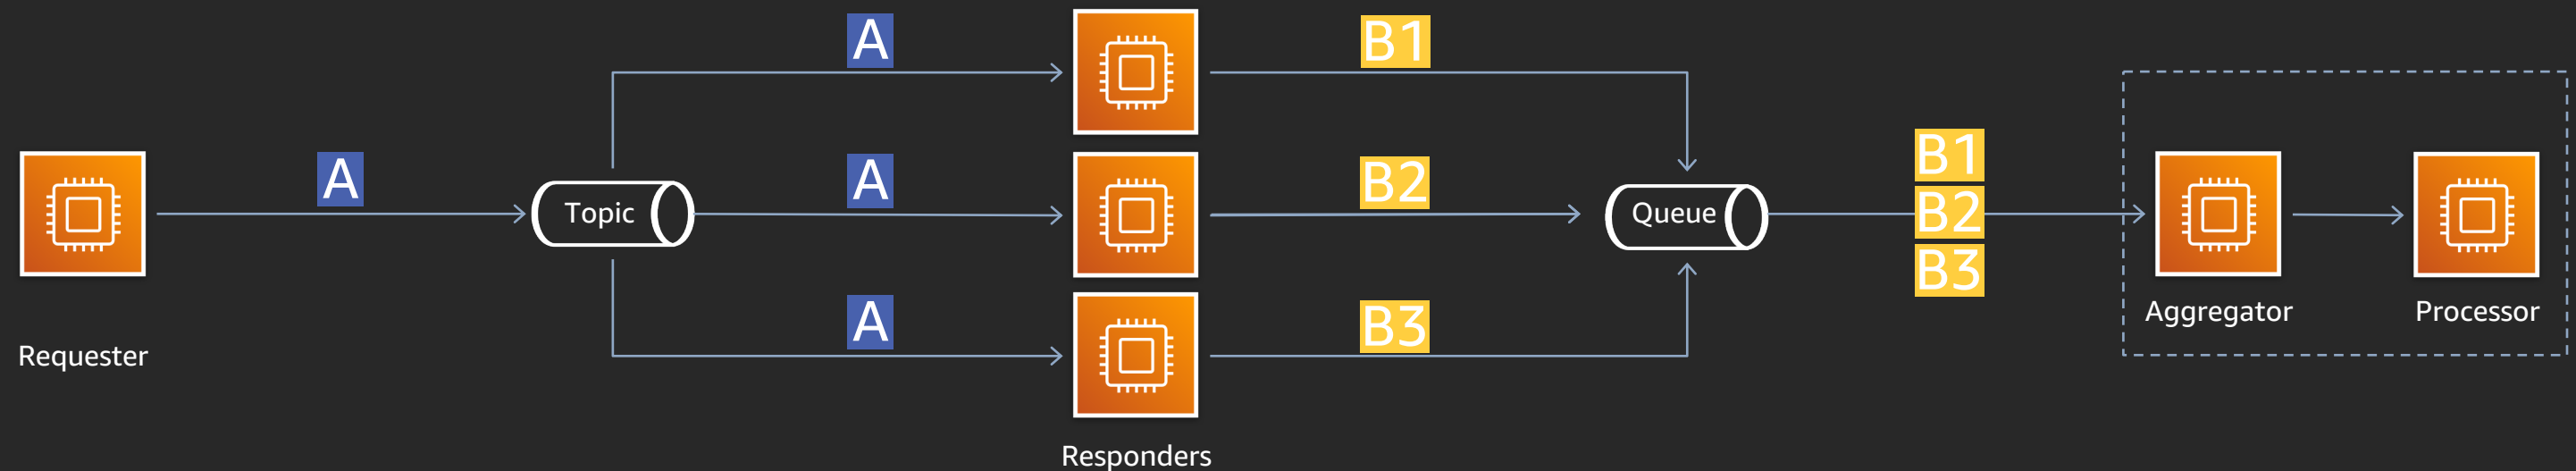 A
B1
A
A
B2
B1
B2
B3
Topic
Queue
Aggregator
Processor
A
B3
Requester
Responders